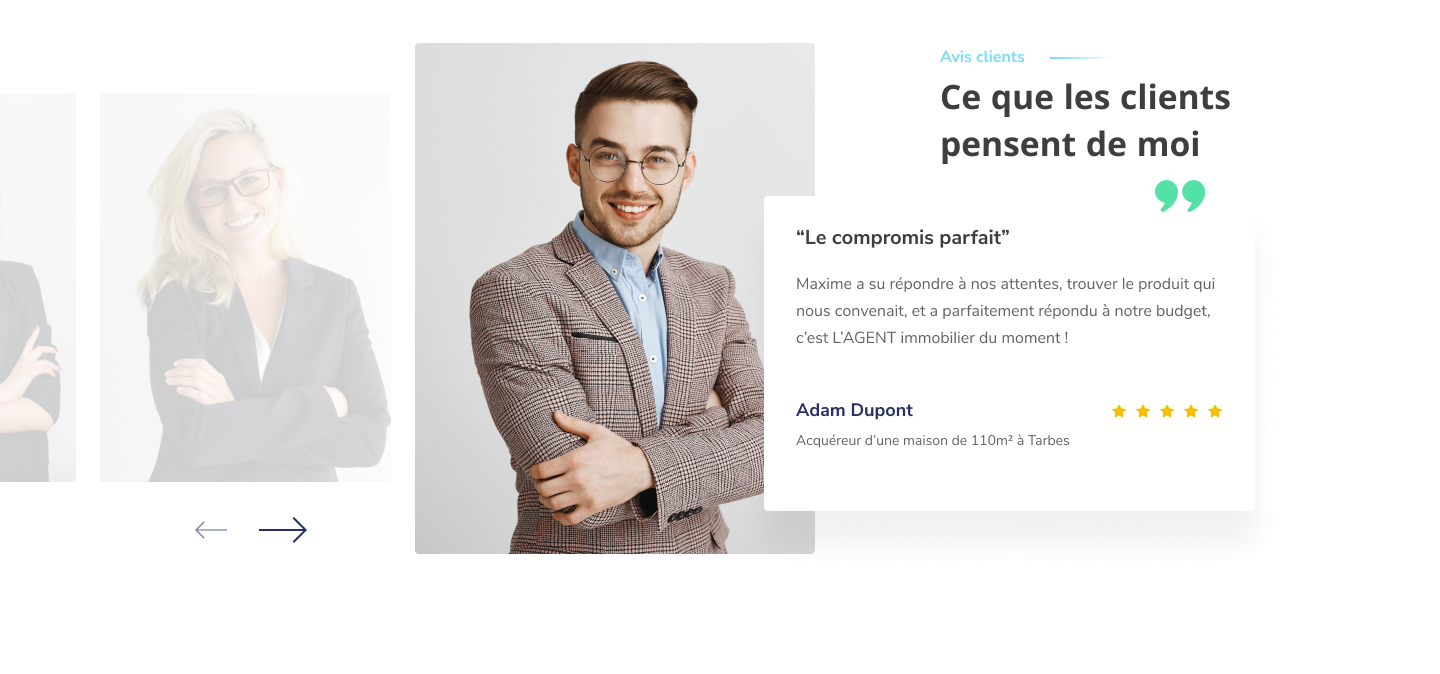 Avis clients
Ce que les clients
pensent de moi
“Le compromis parfait”
Maxime a su répondre à nos attentes, trouver le produit qui
nous convenait, et a parfaitement répondu à notre budget,
c’est L’AGENT immobilier du moment !
Adam Dupont
Acquéreur d’une maison de 110m² à Tarbes